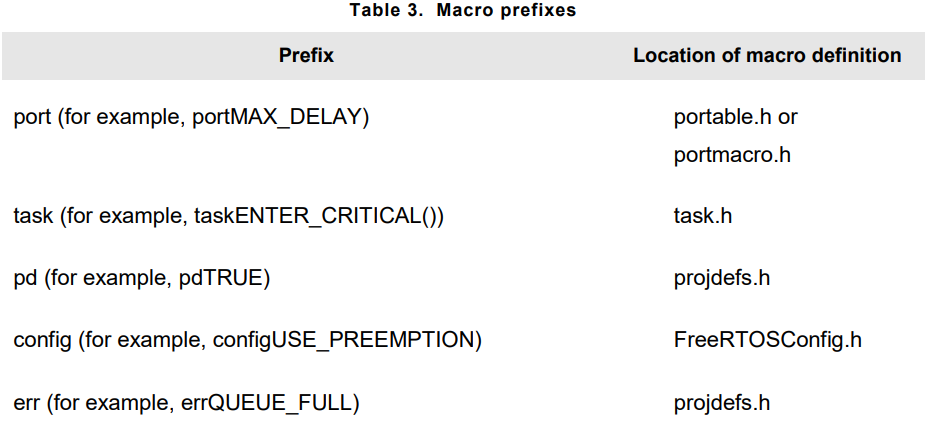 Table 3. Macro prefixes
Prefix Location of macro definition
port (for example, portMAX_DELAY) portable.h or
portmacro.h
task (for example, taskENTER_CRITICAL()) task.h
pd (for example, pdTRUE) projdefs.h
config (for example, configUSE_PREEMPTION) FreeRTOSConfig.h
err (for example, errQUEUE_FULL) projdefs.h